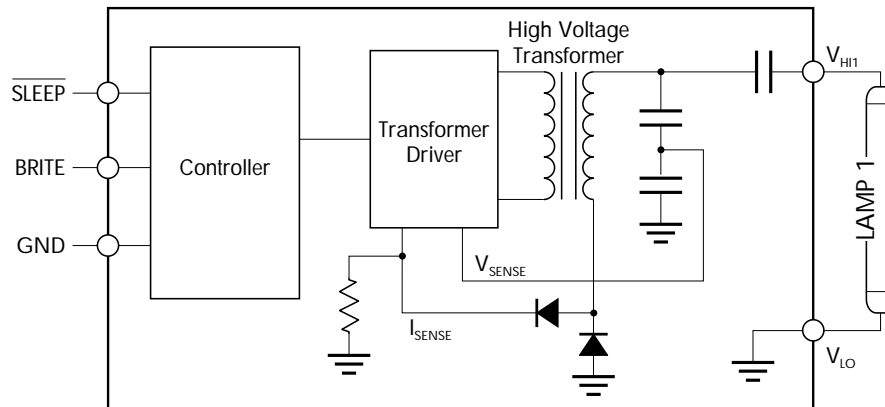 High Voltage
Transformer
V_HI1
SLEEP
BRITE
GND
Controller
Transformer
Driver
LAMP 1
V_SENSE
I_SENSE
V_LO